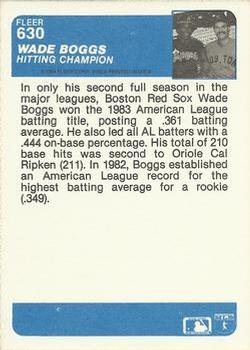 FLEER
630
WADE BOGGS
HITTING CHAMPION
In only his second full season in the
major leagues, Boston Red Sox Wade
Boggs won the 1983 American League
batting title, posting a .361 batting
average. He also led all AL batters with a
.444 on-base percentage. His total of 210
base hits was second to Oriole Cal
Ripken (211). In 1982, Boggs established
an American League record for the
highest batting average for a rookie
(.349).